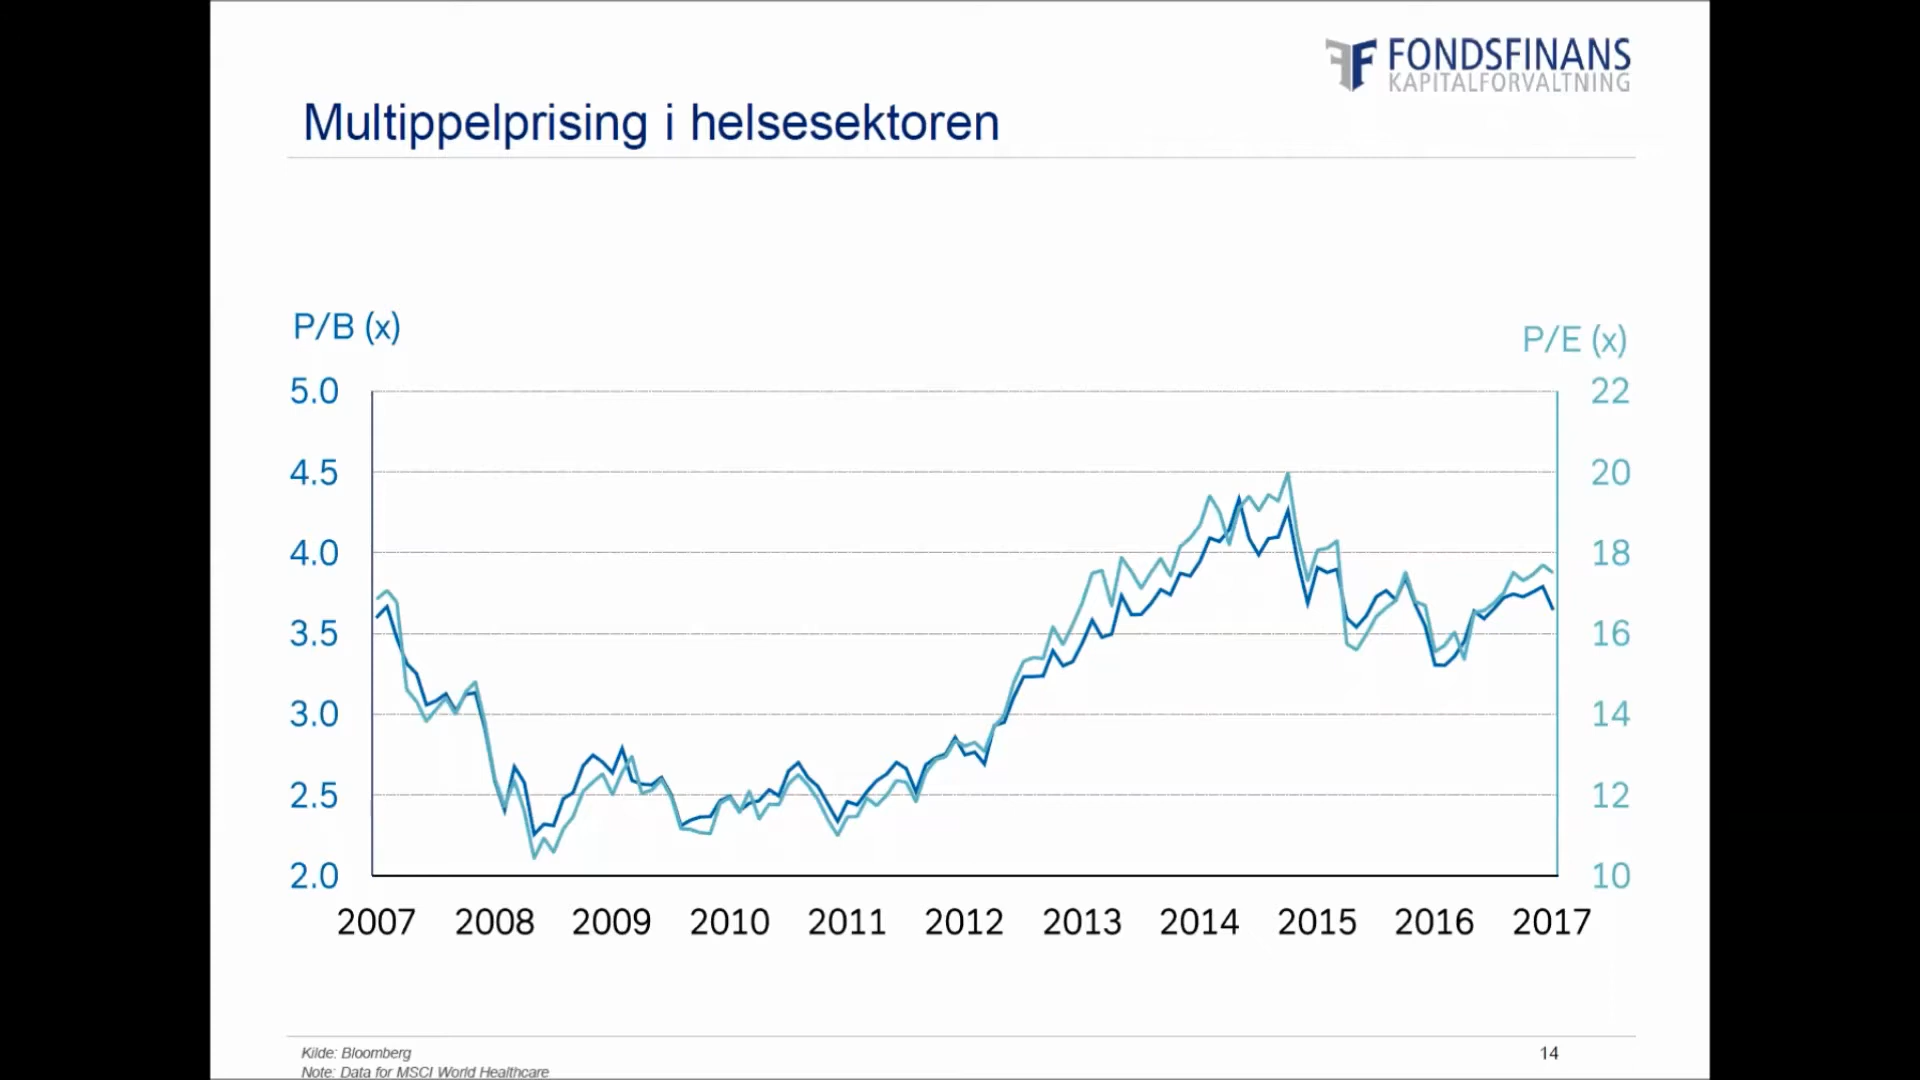 FONDSFINANS
KAPITALFORVALTNING
Multippelprising i helsesektoren
P/B (x)
P/E (x)
5.0
22
4.5
20
4.0
18
3.5
16
3.0
14
2.5
12
2.0
10
2007 2008 2009 2010 2011 2012 2013 2014 2015 2016 2017
Kilde: Bloomberg
14
Note: Data for MSCI World Healthcare